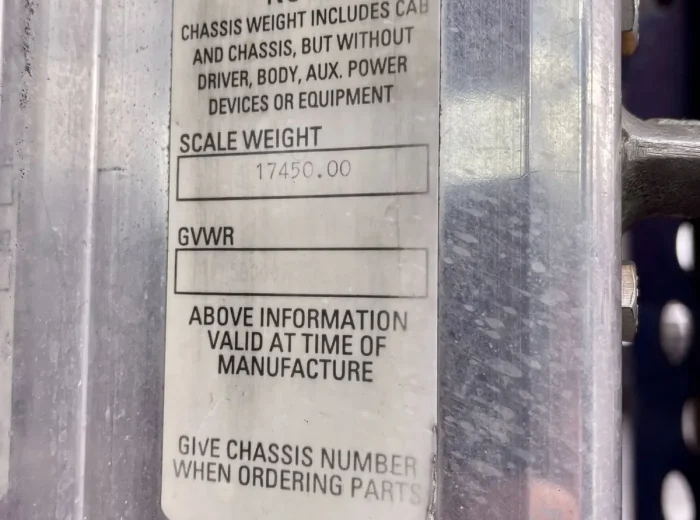 CHASSIS WEIGHT INCLUDES CAB
AND CHASSIS, BUT WITHOUT
DRIVER, BODY, AUX. POWER
DEVICES OR EQUIPMENT
SCALE WEIGHT
17450.00
GVWR
ABOVE INFORMATION
VALID AT TIME OF
MANUFACTURE
GIVE CHASSIS NUMBER
WHEN ORDERING PARTS